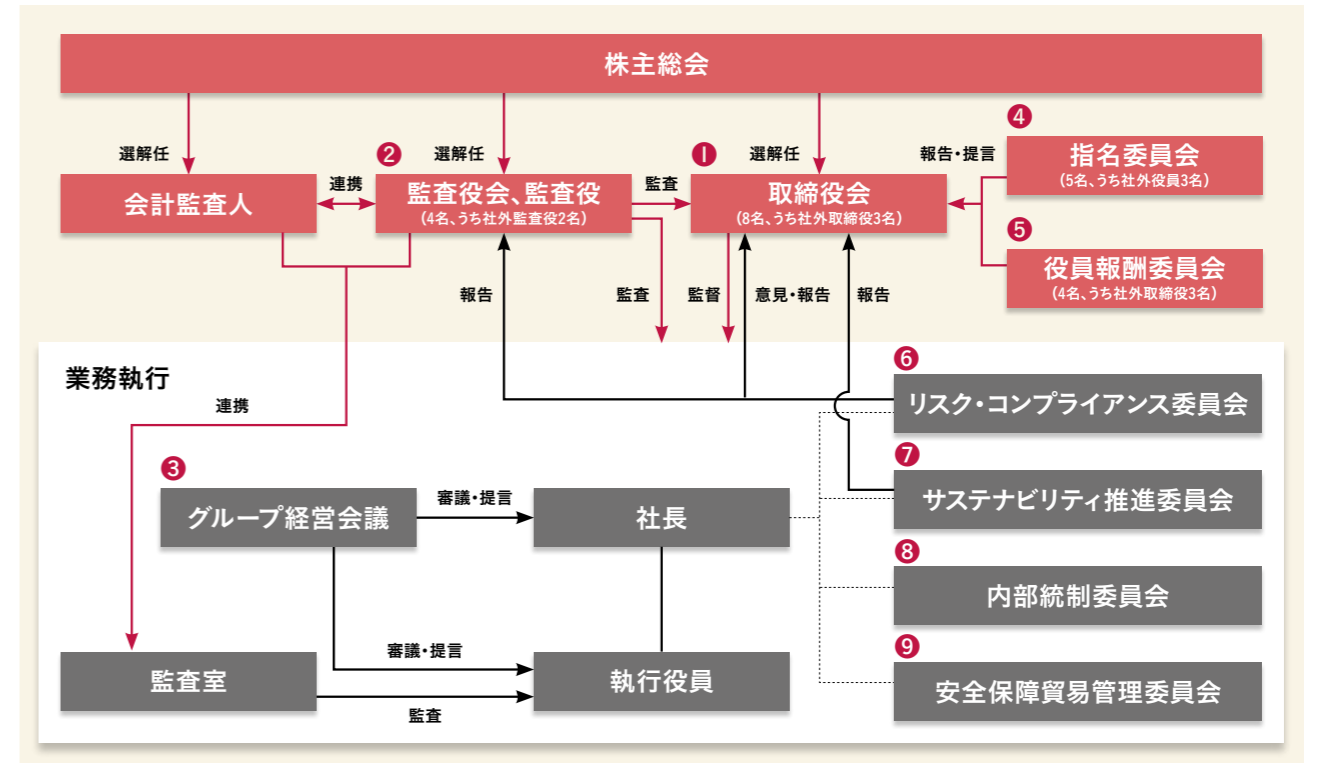 株主総会
選解任
選解任
選解任
会計監査人
連携
❷
監査役会、監査役
(4名、うち社外監査役2名)
監査
❶
取締役会
(8名、うち社外取締役3名)
報告・提言
❹
指名委員会
(5名、うち社外役員3名)
❺
役員報酬委員会
(4名、うち社外取締役3名)
報告
監査
監督
意見・報告
報告
業務執行
連携
❸
グループ経営会議
審議・提言
社長
審議・提言
監査室
監査
執行役員
❻
リスク・コンプライアンス委員会
❼
サステナビリティ推進委員会
❽
内部統制委員会
❾
安全保障貿易管理委員会